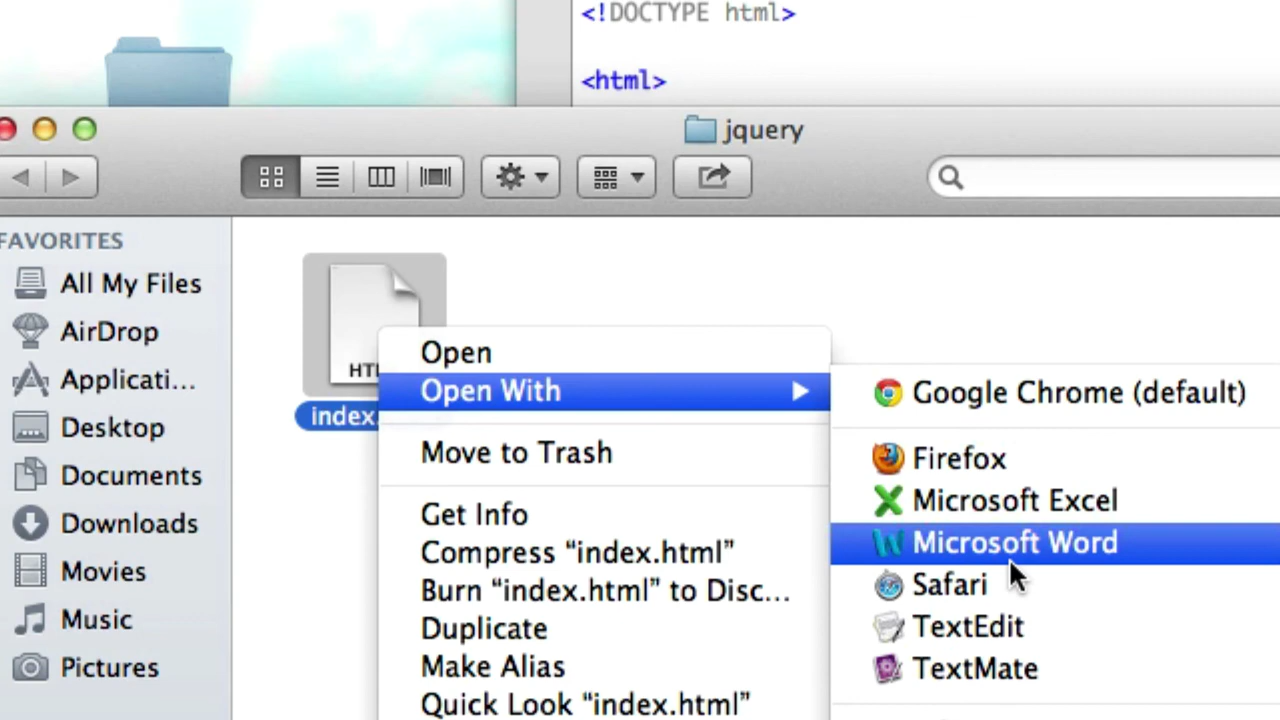 <!DOCTYPE html>
<html>
jquery
FAVORITES
All My Files
AirDrop
Applicati...
Desktop
Documents
Downloads
Movies
Music
Pictures
index.
Open
Open With
Move to Trash
Get Info
Compress “index.html”
Burn “index.html” to Disc...
Duplicate
Make Alias
Quick Look “index.html”
Google Chrome (default)
Firefox
Microsoft Excel
Microsoft Word
Safari
TextEdit
TextMate